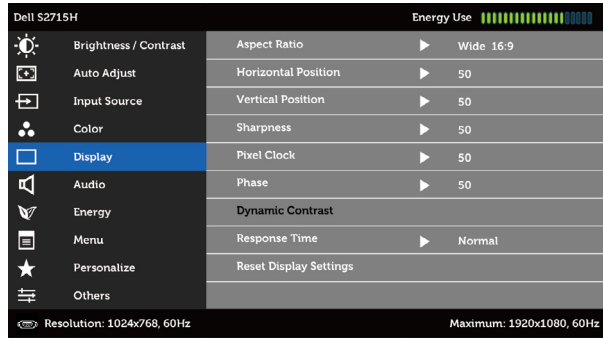 Dell S2715H Energy Use
Brightness / Contrast Aspect Ratio Wide 16:9
Auto Adjust Horizontal Position 50
Input Source Vertical Position 50
Color Sharpness 50
Display Pixel Clock 50
Audio Phase 50
Energy Dynamic Contrast
Menu Response Time Normal
Personalize Reset Display Settings
Others
Resolution: 1024x768, 60Hz Maximum: 1920x1080, 60Hz